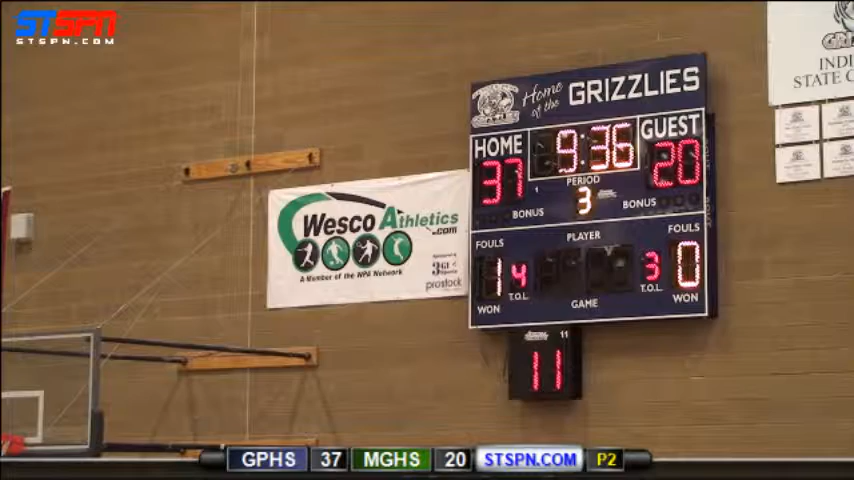 STSPN
STSPN.COM
Home of the GRIZZLIES
HOME 9:36 GUEST
37 20
PERIOD
3
BONUS BONUS
FOULS PLAYER FOULS
1 4 3 0
T.O.L. T.O.L.
WON GAME WON
11
11
Wesco Athletics
.com
A Member of the NPA Network
prostock
INDI
STATE C
GPHS 37 MGHS 20 STSPN.COM P2